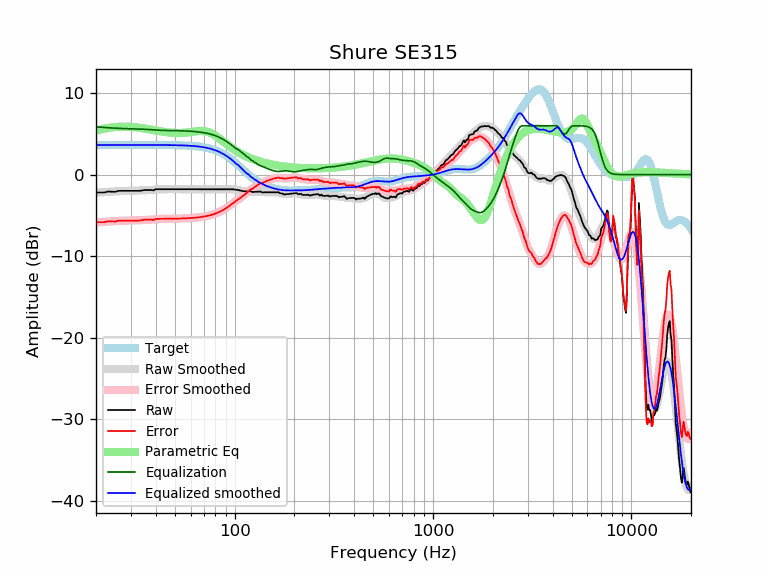 Shure SE315
Amplitude (dBr)
10
0
−10
−20
−30
−40
Target
Raw Smoothed
Error Smoothed
Raw
Error
Parametric Eq
Equalization
Equalized smoothed
100
1000
10000
Frequency (Hz)